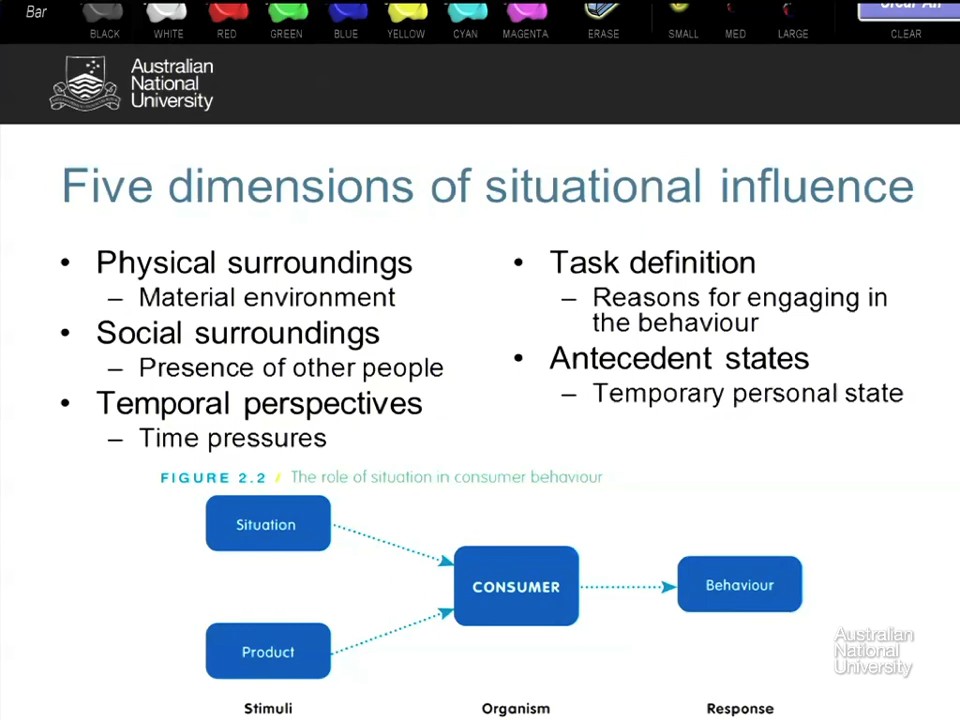 Bar
BLACK WHITE RED GREEN BLUE YELLOW CYAN MAGENTA ERASE SMALL MED LARGE CLEAR
Australian
National
University
Five dimensions of situational influence
• Physical surroundings
– Material environment
• Social surroundings
– Presence of other people
• Temporal perspectives
– Time pressures
• Task definition
– Reasons for engaging in
the behaviour
• Antecedent states
– Temporary personal state
FIGURE 2.2 / The role of situation in consumer behaviour
Situation
CONSUMER
Behaviour
Product
Stimuli Organism Response
Australian
National
University